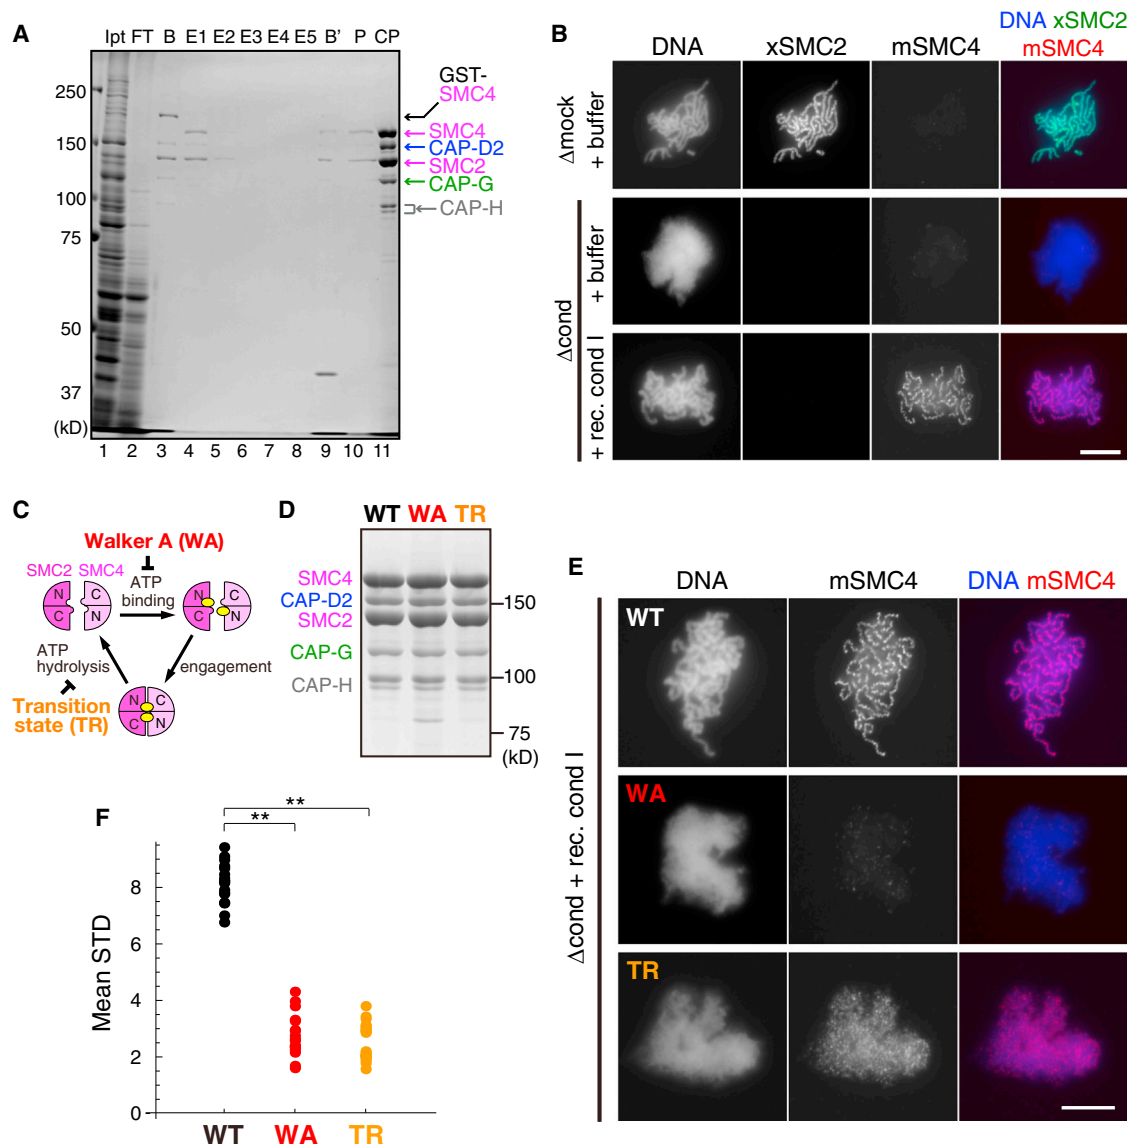 A
Ipt FT B E1 E2 E3 E4 E5 B' P CP
250
150
100
75
50
37
(kD)
GST-
SMC4
SMC4
CAP-D2
SMC2
CAP-G
CAP-H
1 2 3 4 5 6 7 8 9 10 11
B
DNA xSMC2 mSMC4
DNA xSMC2
mSMC4
Δmock
+ buffer
Δcond
+ buffer
+ rec. cond I
C
Walker A (WA)
SMC2 SMC4
ATP
binding
N C
C N
N C
C N
ATP
hydrolysis
engagement
Transition
state (TR)
N C
C N
D
WT WA TR
SMC4
CAP-D2
SMC2
CAP-G
CAP-H
150
100
75
(kD)
E
DNA mSMC4 DNA mSMC4
Δcond + rec. cond I
WT
WA
TR
F
**
**
Mean STD
8
6
4
2
0
WT WA TR